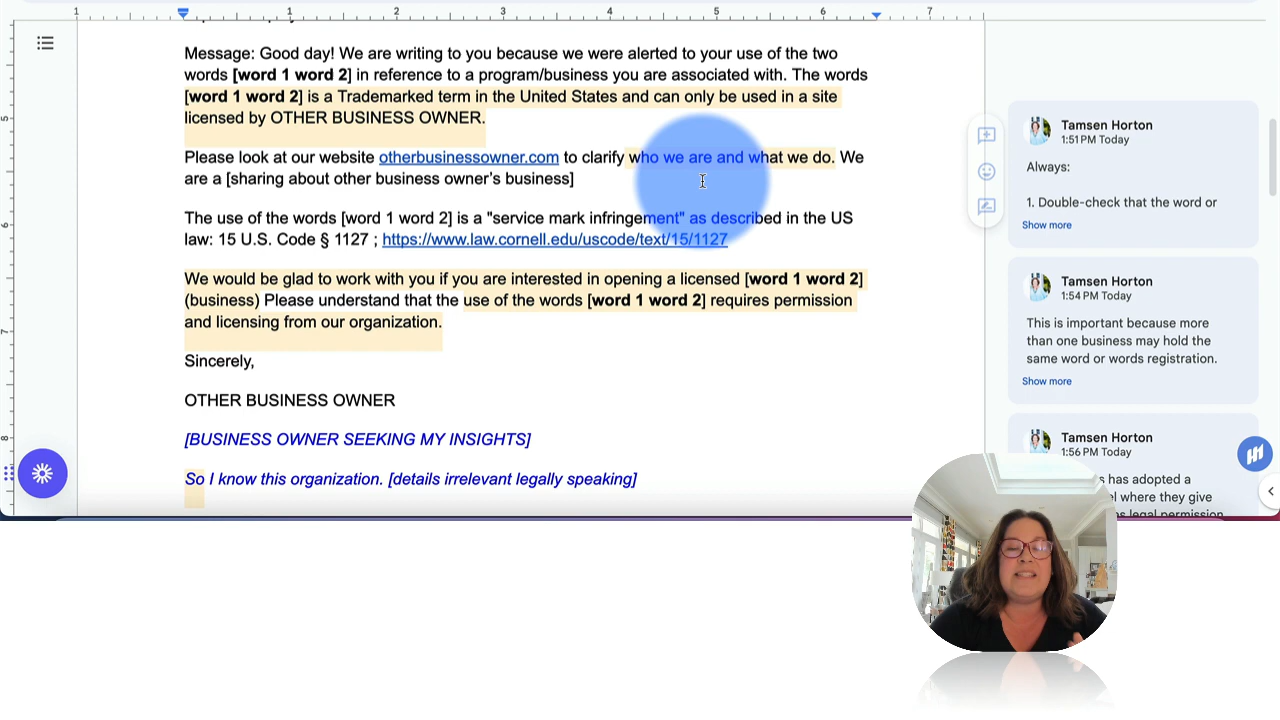 1 1 2 3 4 5 6 7
Message: Good day! We are writing to you because we were alerted to your use of the two
words [word 1 word 2] in reference to a program/business you are associated with. The words
[word 1 word 2] is a Trademarked term in the United States and can only be used in a site
licensed by OTHER BUSINESS OWNER.
Please look at our website otherbusinessowner.com to clarify who we are and what we do. We
are a [sharing about other business owner's business]
The use of the words [word 1 word 2] is a "service mark infringement" as described in the US
law: 15 U.S. Code § 1127 ; https://www.law.cornell.edu/uscode/text/15/1127
We would be glad to work with you if you are interested in opening a licensed [word 1 word 2]
(business) Please understand that the use of the words [word 1 word 2] requires permission
and licensing from our organization.
Sincerely,
OTHER BUSINESS OWNER
[BUSINESS OWNER SEEKING MY INSIGHTS]
So I know this organization. [details irrelevant legally speaking]
5
6
7
8
Tamsen Horton
1:51 PM Today
Always:
1. Double-check that the word or
Show more
Tamsen Horton
1:54 PM Today
This is important because more
than one business may hold the
same word or words registration.
Show more
Tamsen Horton
1:56 PM Today
s has adopted a
l where they give
s legal permission